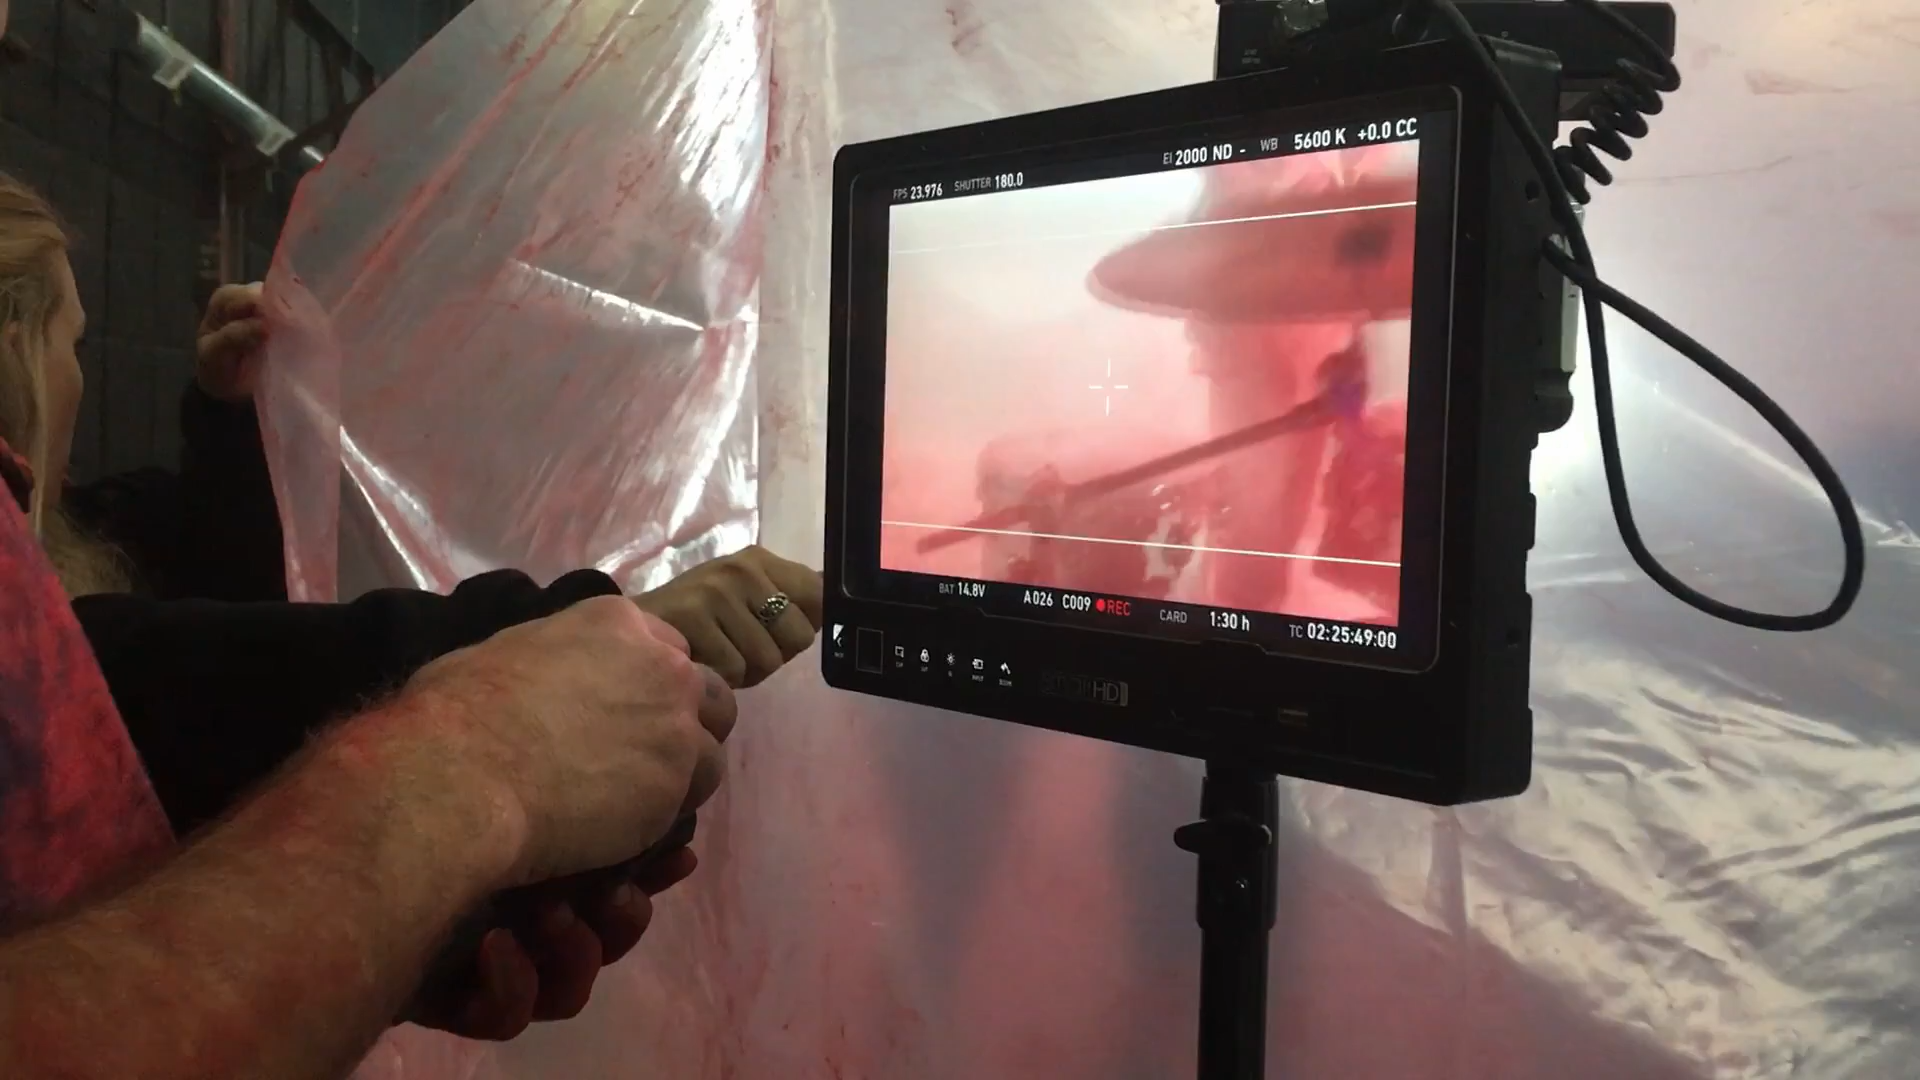 EI 2000 ND - WB 5600 K +0.0 CC
FPS 23.976 SHUTTER 180.0
BAT 14.8V A026 C009 REC CARD 1:30 h TC 02:25:49:00
HD